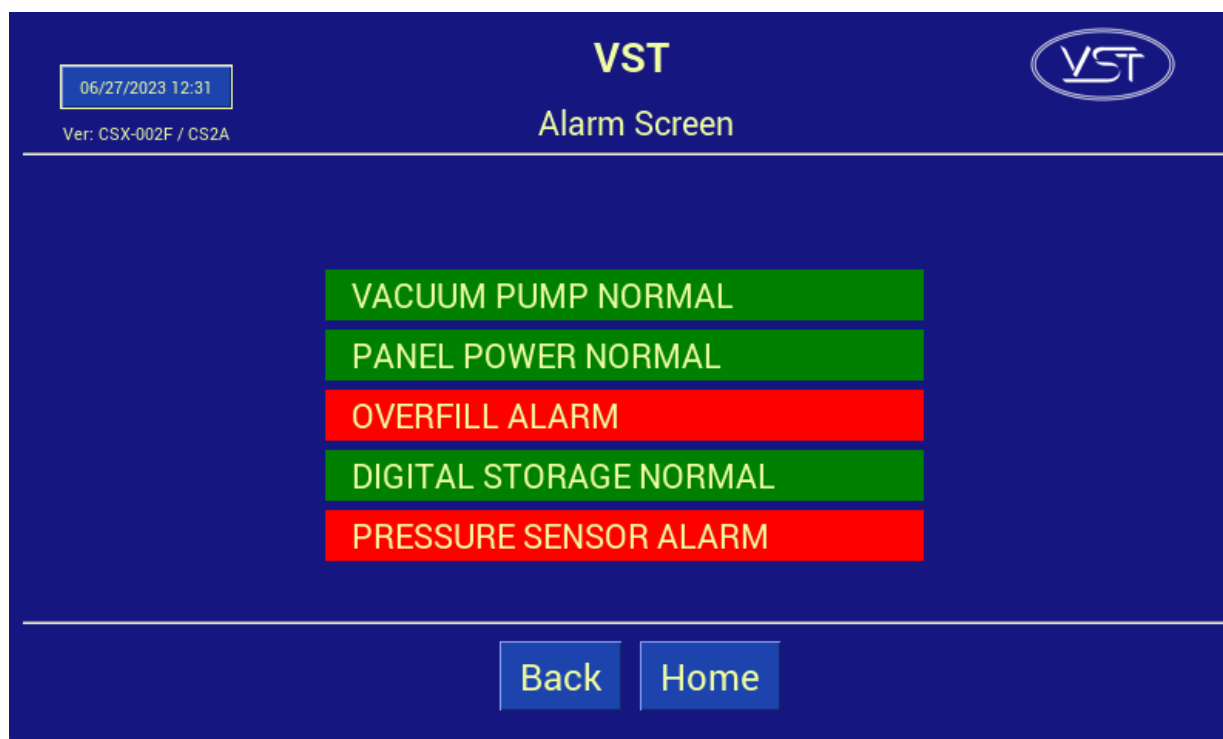 VST
VST
06/27/2023 12:31
Ver: CSX-002F / CS2A
Alarm Screen
VACUUM PUMP NORMAL
PANEL POWER NORMAL
OVERFILL ALARM
DIGITAL STORAGE NORMAL
PRESSURE SENSOR ALARM
Back
Home